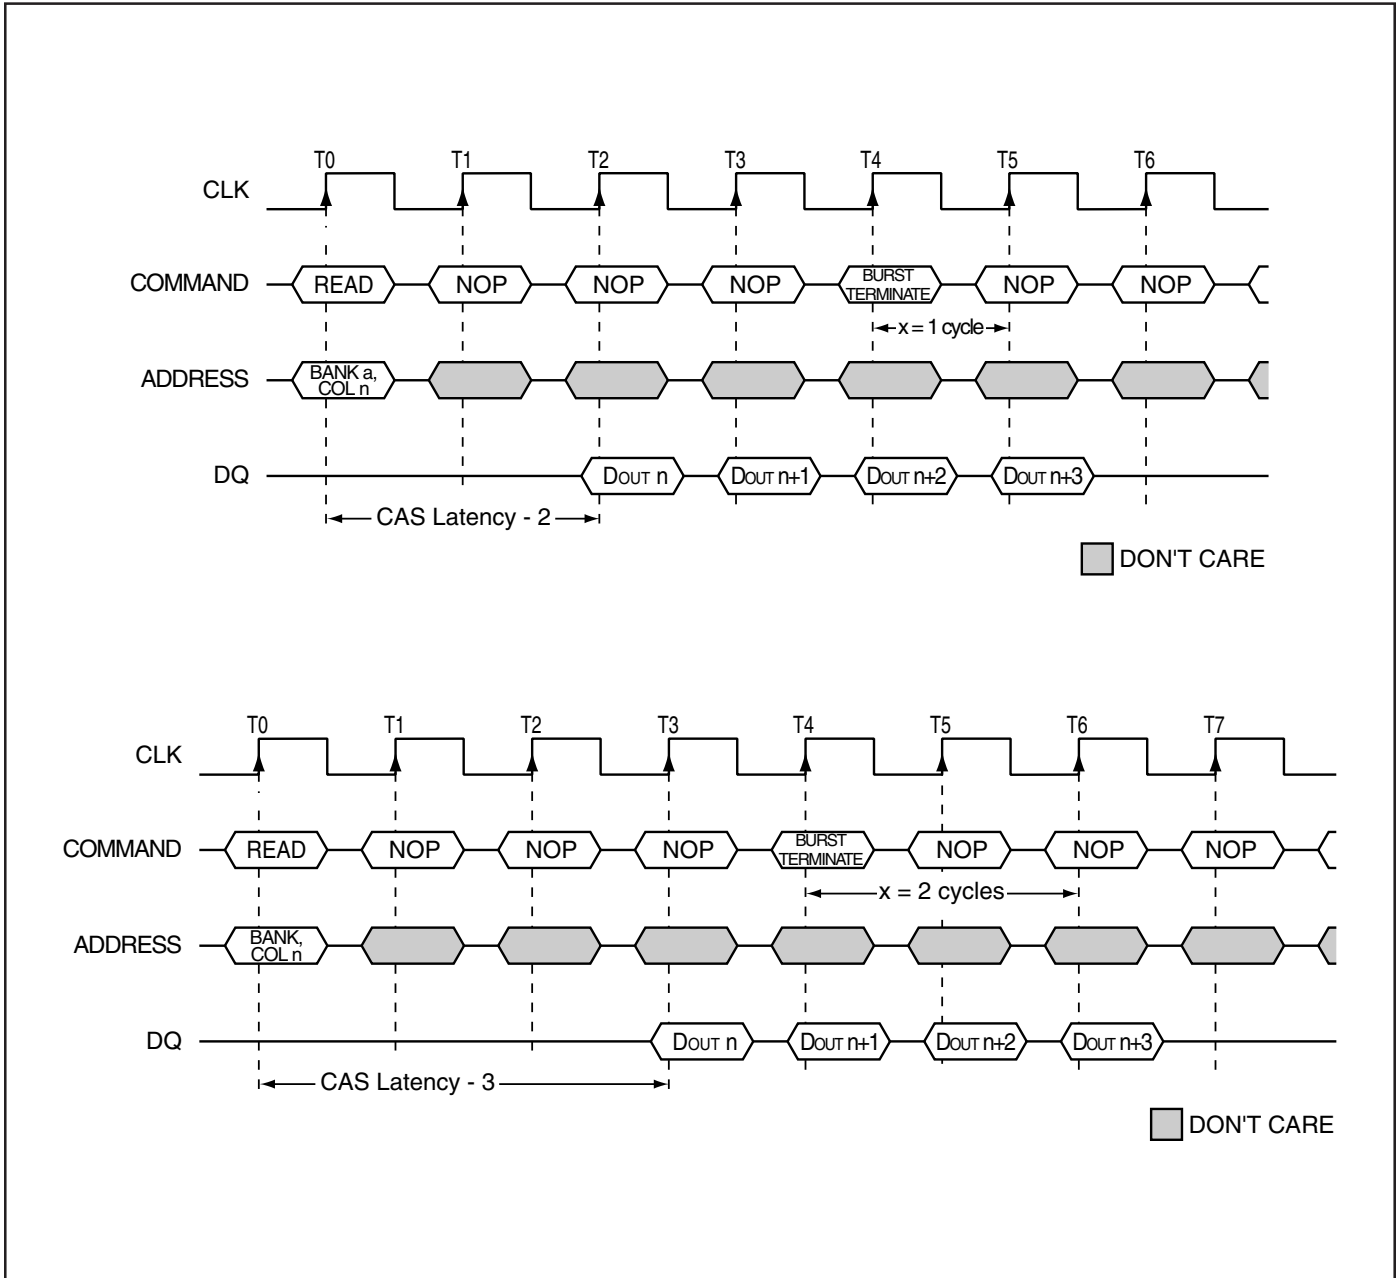 T0 T1 T2 T3 T4 T5 T6
CLK
COMMAND READ NOP NOP NOP BURST TERMINATE NOP NOP
x = 1 cycle
ADDRESS BANK a, COL n
DQ DOUT n DOUT n+1 DOUT n+2 DOUT n+3
CAS Latency - 2
DON'T CARE
T0 T1 T2 T3 T4 T5 T6 T7
CLK
COMMAND READ NOP NOP NOP BURST TERMINATE NOP NOP NOP
x = 2 cycles
ADDRESS BANK, COL n
DQ DOUT n DOUT n+1 DOUT n+2 DOUT n+3
CAS Latency - 3
DON'T CARE